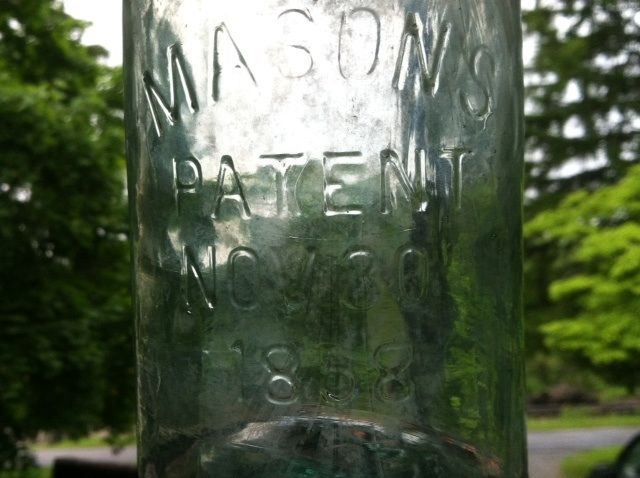 MASON'S
PATENT
NOV 30
1858